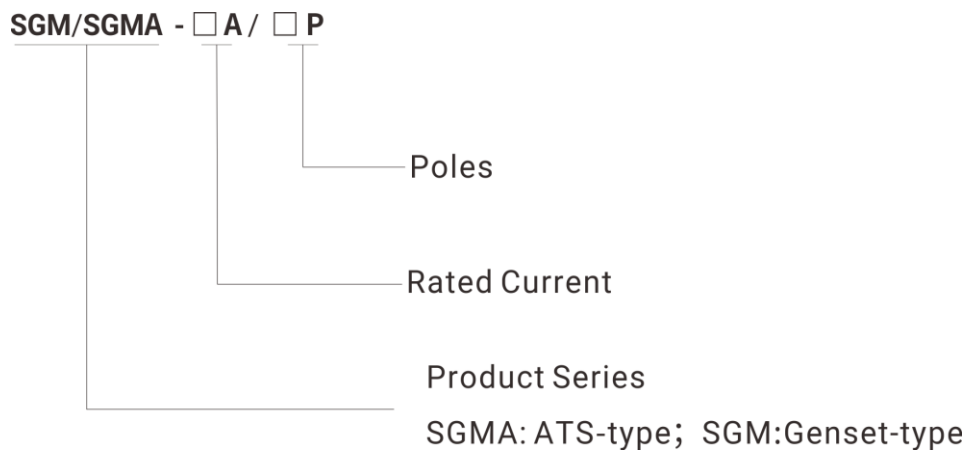 SGM/SGMA - □ A / □ P
Poles
Rated Current
Product Series
SGMA: ATS-type; SGM:Genset-type